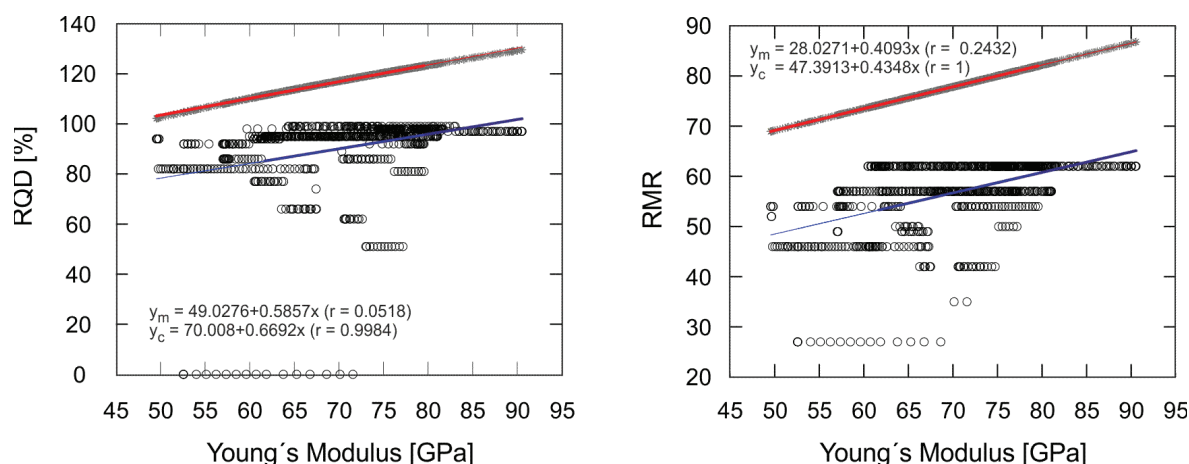 140
120
100
80
60
40
20
0
RQD [%]
y_m = 49.0276+0.5857x (r = 0.0518)
y_c = 70.008+0.6692x (r = 0.9984)
45 50 55 60 65 70 75 80 85 90 95
Young´s Modulus [GPa]
90
80
70
60
50
40
30
20
RMR
y_m = 28.0271+0.4093x (r = 0.2432)
y_c = 47.3913+0.4348x (r = 1)
45 50 55 60 65 70 75 80 85 90 95
Young´s Modulus [GPa]